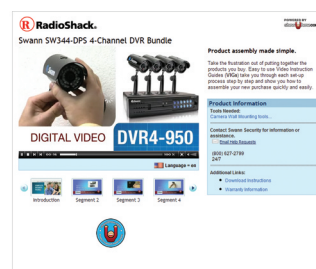 RadioShack.
POWERED BY
Swann SW344-DPS 4-Channel DVR Bundle
DIGITAL VIDEO
DVR4-950
Language = en
Introduction
Segment 2
Segment 3
Segment 4
Product assembly made simple.
Take the frustration out of putting together the
products you buy. Easy to use Video Instruction
Guides (VIGs) take you through each set-up
process step by step and show you how to
assemble your new purchase quickly and easily.
Product Information
Tools Needed:
Camera Wall Mounting tools...
Contact Swann Security for information or
assistance.
Email Help Requests
(800) 627-2799
24/7
Additional Links:
Download Instructions
Warranty Information